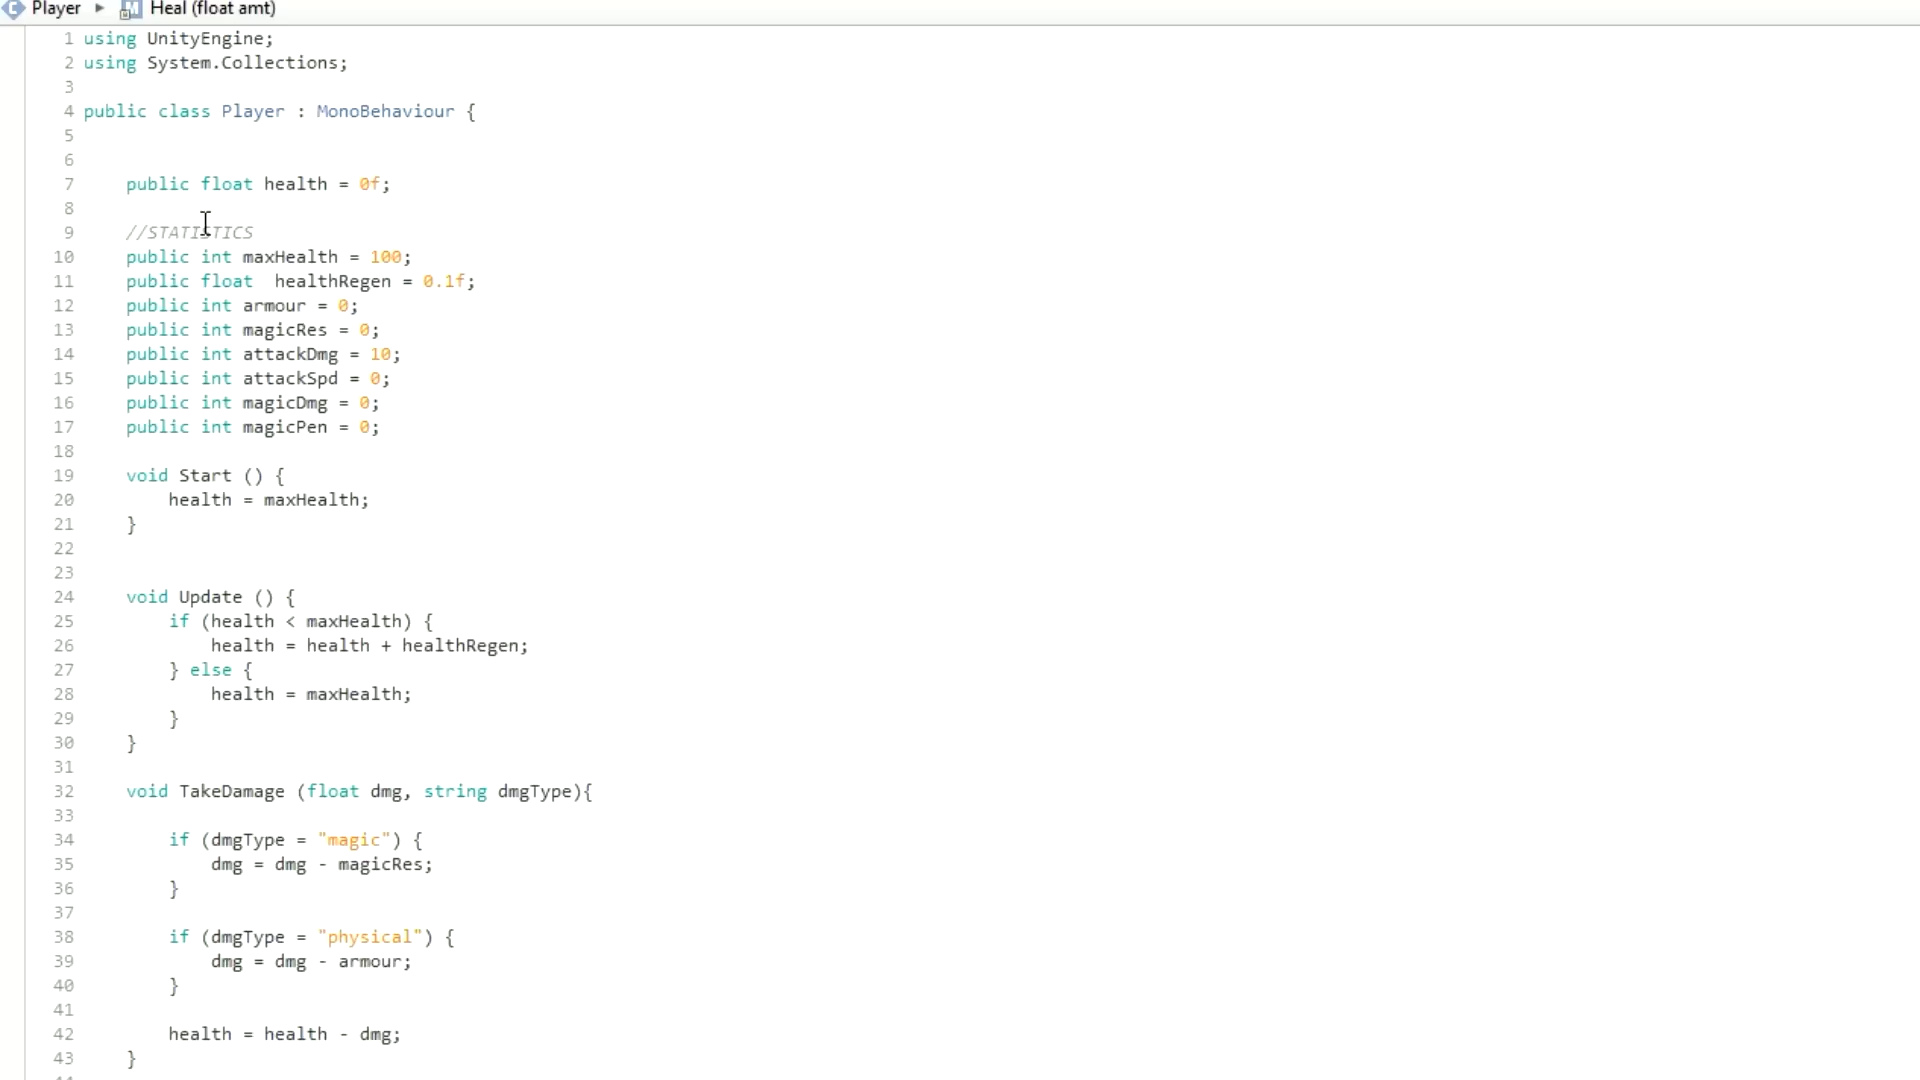 Player ▸ Heal (float amt)
1 using UnityEngine;
2 using System.Collections;
3
4 public class Player : MonoBehaviour {
5
6
7     public float health = 0f;
8
9     //STATISTICS
10     public int maxHealth = 100;
11     public float  healthRegen = 0.1f;
12     public int armour = 0;
13     public int magicRes = 0;
14     public int attackDmg = 10;
15     public int attackSpd = 0;
16     public int magicDmg = 0;
17     public int magicPen = 0;
18
19     void Start () {
20         health = maxHealth;
21     }
22
23
24     void Update () {
25         if (health < maxHealth) {
26             health = health + healthRegen;
27         } else {
28             health = maxHealth;
29         }
30     }
31
32     void TakeDamage (float dmg, string dmgType){
33
34         if (dmgType = "magic") {
35             dmg = dmg - magicRes;
36         }
37
38         if (dmgType = "physical") {
39             dmg = dmg - armour;
40         }
41
42         health = health - dmg;
43     }